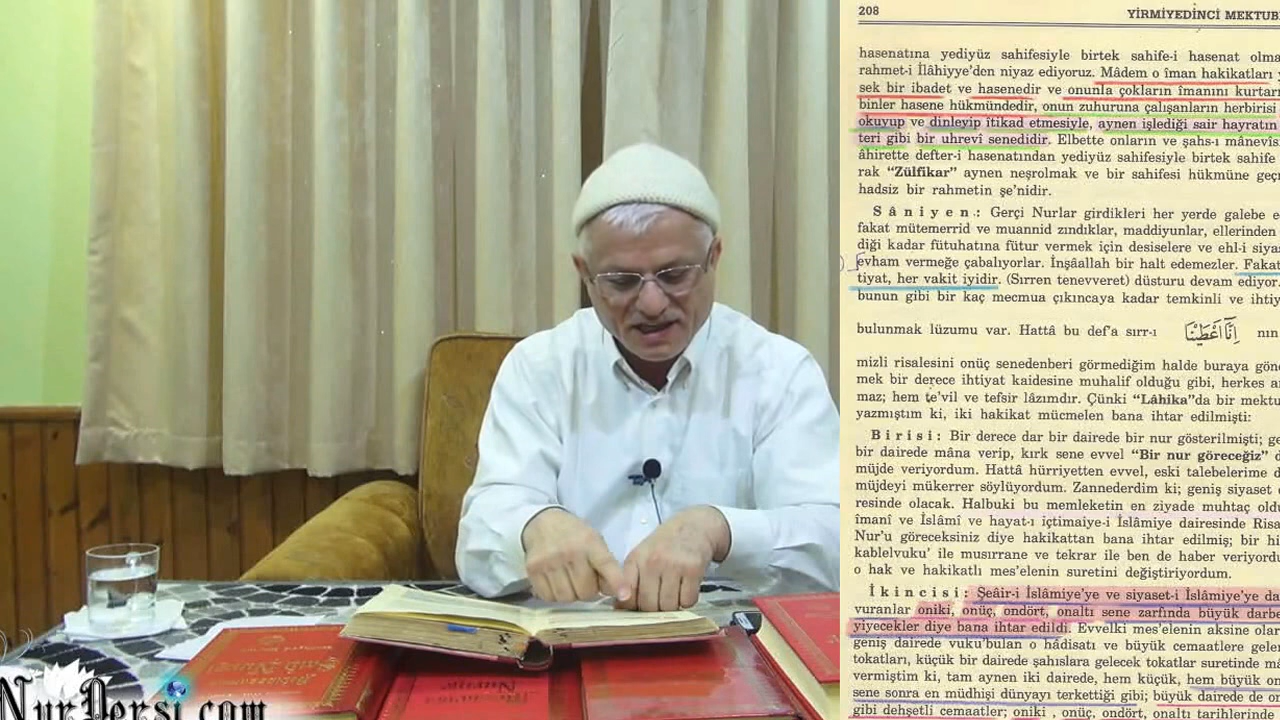 208
YİRMİYEDİNCİ MEKTUB
hasenatına yediyüz sahifesiyle birtek sahife-i hasenat olma
rahmet-i İlâhiyye'den niyaz ediyoruz. Mâdem o îman hakikatları
sek bir ibadet ve hasenedir ve onunla çokların îmanını kurtar
binler hasene hükmündedir, onun zuhuruna çalışanların herbirisi
okuyup ve dinleyip îtikad etmesiyle, aynen işlediği sair hayratın
teri gibi bir uhrevî senedidir. Elbette onların ve şahs-ı mânevîs
âhirette defter-i hasenatından yediyüz sahifesiyle birtek sahife
rak "Zülfikar" aynen neşrolmak ve bir sahifesi hükmüne geç
hadsiz bir rahmetin şe'nidir.
Sâniyen: Gerçi Nurlar girdikleri her yerde galebe e
fakat mütemerrid ve muannid zındıklar, maddiyunlar, ellerinden
diği kadar fütuhatına fütur vermek için desiselere ve ehl-i siyas
evham vermeğe çabalıyorlar. İnşâallah bir halt edemezler. Fakat
tiyat, her vakit iyidir. (Sırren tenevveret) düsturu devam ediyor
bunun gibi bir kaç mecmua çıkıncaya kadar temkinli ve ihtiy
bulunmak lüzumu var. Hattâ bu def'a sırr-ı إِنَّا أَعْطَيْنَا nın
mizli risalesini onüç senedenberi görmediğim halde buraya gön
mek bir derece ihtiyat kaidesine muhalif olduğu gibi, herkes a
maz; hem te'vil ve tefsir lâzımdır. Çünki "Lâhika"da bir mektu
yazmıştım ki, iki hakikat mücmelen bana ihtar edilmişti:
Birisi: Bir derece dar bir dairede bir nur gösterilmişti; ge
bir dairede mâna verip, kırk sene evvel "Bir nur göreceğiz" d
müjde veriyordum. Hattâ hürriyetten evvel, eski talebelerime
müjdeyi mükerrer söylüyordum. Zannederdim ki; geniş siyaset
resinde olacak. Halbuki bu memleketin en ziyade muhtaç oldu
îmanî ve İslâmî ve hayat-ı içtimaiye-i İslâmiye dairesinde Risa
Nur'u göreceksiniz diye hakikattan bana ihtar edilmiş; bir hi
kablelvuku' ile musırrane ve tekrar ile ben de haber veriyordu
o hak ve hakikatlı mes'elenin suretini değiştiriyordum.
İkincisi: Şeâir-i İslâmiye'ye ve siyaset-i İslâmiye'ye da
vuranlar oniki, onüç, ondört, onaltı sene zarfında büyük darbe
yiyecekler diye bana ihtar edildi. Evvelki mes'elenin aksine olar
geniş dairede vuku'bulan o hâdisatı ve büyük cemaatlere gele
tokatları, küçük bir dairede şahıslara gelecek tokatlar suretinde m
vermiştim ki, tam aynen iki dairede, hem küçük, hem büyük on
sene sonra en müdhişi dünyayı terkettiği gibi; büyük dairede de
gibi dehşetli cemaatler; oniki , onüç, ondört, onaltı tarihlerinde
NurDersi.com